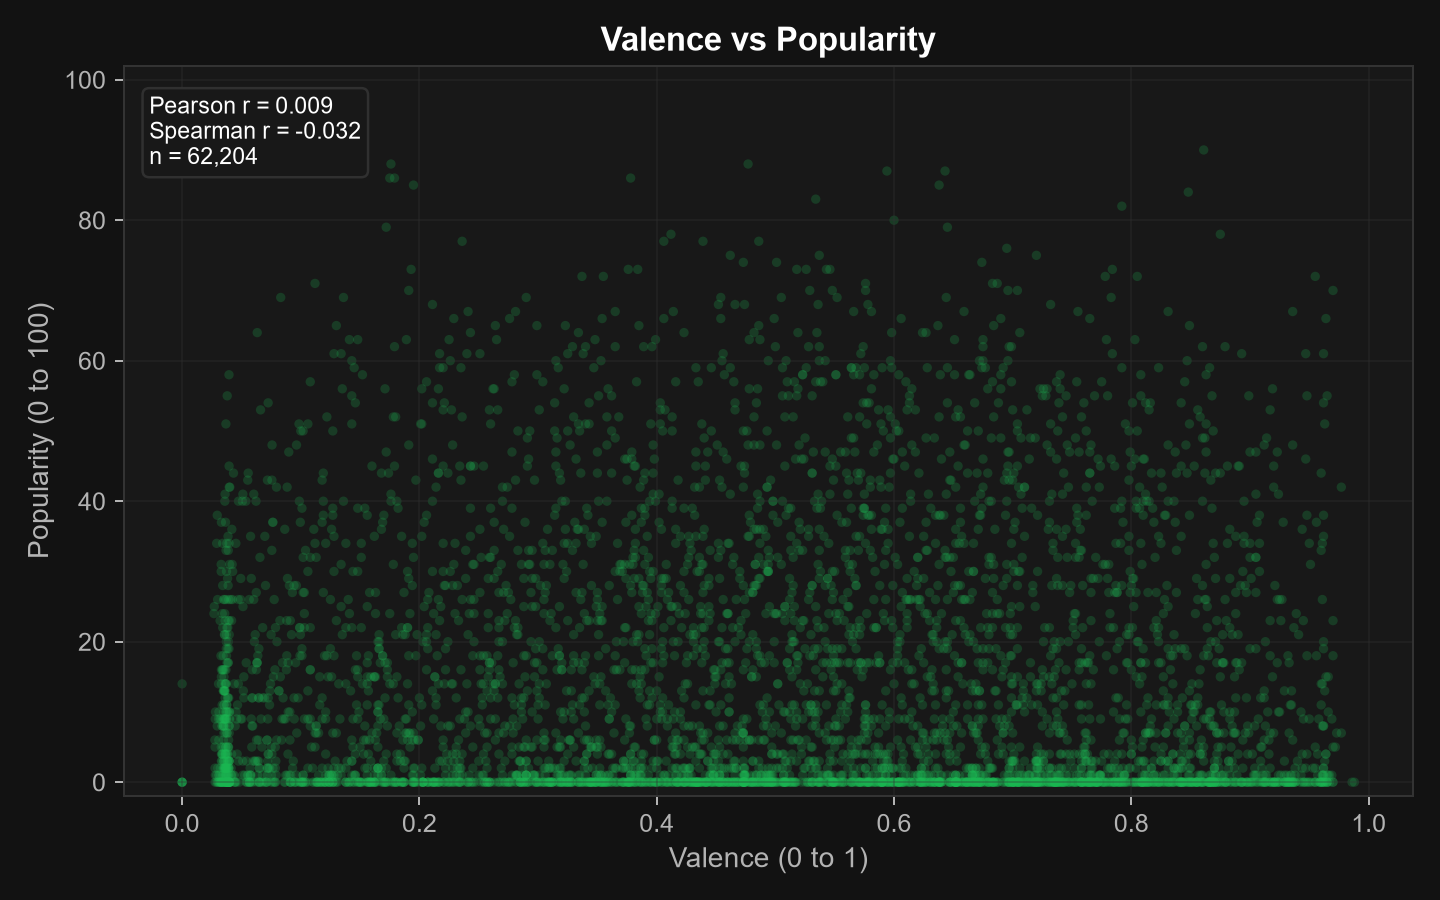 Valence vs Popularity
Pearson r = 0.009
Spearman r = -0.032
n = 62,204
Popularity (0 to 100)
100
80
60
40
20
0
0.0 0.2 0.4 0.6 0.8 1.0
Valence (0 to 1)